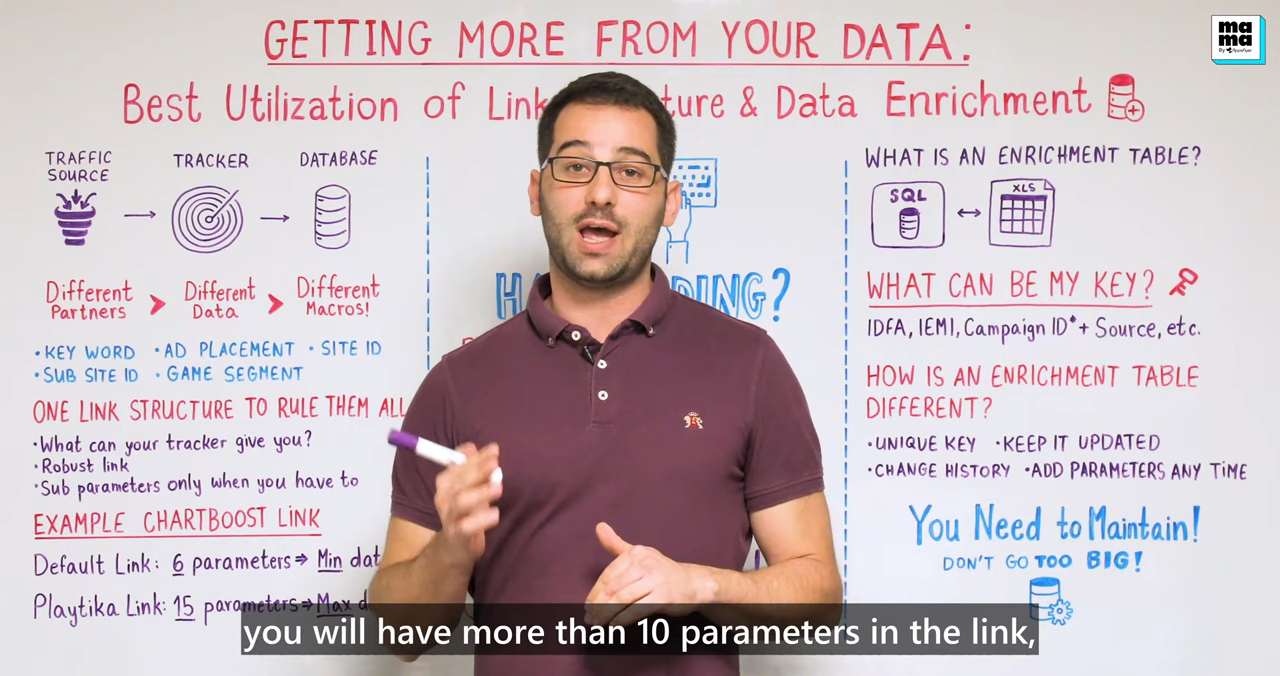 GETTING MORE FROM YOUR DATA:
ma
ma
By AppsFlyer
Best Utilization of Link ture & Data Enrichment
TRAFFIC
SOURCE
TRACKER
DATABASE
Different
Partners
Different
Data
Different
Macros!
•KEY WORD •AD PLACEMENT •SITE ID
•SUB SITE ID •GAME SEGMENT
ONE LINK STRUCTURE TO RULE THEM ALL
•What can your tracker give you?
•Robust link
•Sub parameters only when you have to
EXAMPLE CHARTBOOST LINK
Default Link: 6 parameters⇒ Min dat
Playtika Link: 15 parameters⇒ Max d
DING?
WHAT IS AN ENRICHMENT TABLE?
SQL
XLS
WHAT CAN BE MY KEY?
IDFA, IEMI, Campaign ID*+ Source, etc.
HOW IS AN ENRICHMENT TABLE
DIFFERENT?
•UNIQUE KEY •KEEP IT UPDATED
•CHANGE HISTORY •ADD PARAMETERS ANY TIME
You Need to Maintain!
DON'T GO TOO BIG!
you will have more than 10 parameters in the link,